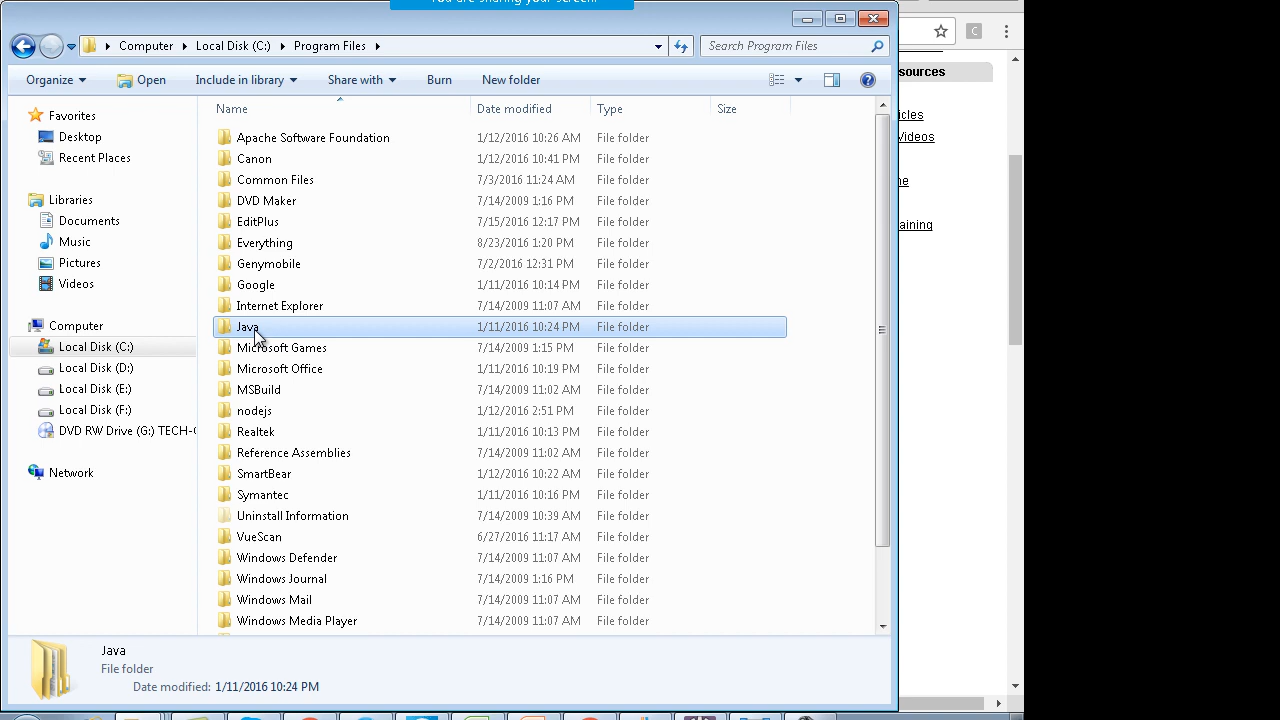 You are sharing your screen.
Computer Local Disk (C:) Program Files
Search Program Files
Organize Open Include in library Share with Burn New folder
Name Date modified Type Size
Favorites
Desktop
Recent Places
Libraries
Documents
Music
Pictures
Videos
Computer
Local Disk (C:)
Local Disk (D:)
Local Disk (E:)
Local Disk (F:)
DVD RW Drive (G:) TECH-
Network
Apache Software Foundation 1/12/2016 10:26 AM File folder
Canon 1/12/2016 10:41 PM File folder
Common Files 7/3/2016 11:24 AM File folder
DVD Maker 7/14/2009 1:16 PM File folder
EditPlus 7/15/2016 12:17 PM File folder
Everything 8/23/2016 1:20 PM File folder
Genymobile 7/2/2016 12:31 PM File folder
Google 1/11/2016 10:14 PM File folder
Internet Explorer 7/14/2009 11:07 AM File folder
Java 1/11/2016 10:24 PM File folder
Microsoft Games 7/14/2009 1:15 PM File folder
Microsoft Office 1/11/2016 10:19 PM File folder
MSBuild 7/14/2009 11:02 AM File folder
nodejs 1/12/2016 2:51 PM File folder
Realtek 1/11/2016 10:13 PM File folder
Reference Assemblies 7/14/2009 11:02 AM File folder
SmartBear 1/12/2016 10:22 AM File folder
Symantec 1/11/2016 10:16 PM File folder
Uninstall Information 7/14/2009 10:39 AM File folder
VueScan 6/27/2016 11:17 AM File folder
Windows Defender 7/14/2009 11:07 AM File folder
Windows Journal 7/14/2009 1:16 PM File folder
Windows Mail 7/14/2009 11:07 AM File folder
Windows Media Player 7/14/2009 11:07 AM File folder
Java
File folder
Date modified: 1/11/2016 10:24 PM
C
sources
icles
Videos
ne
aining